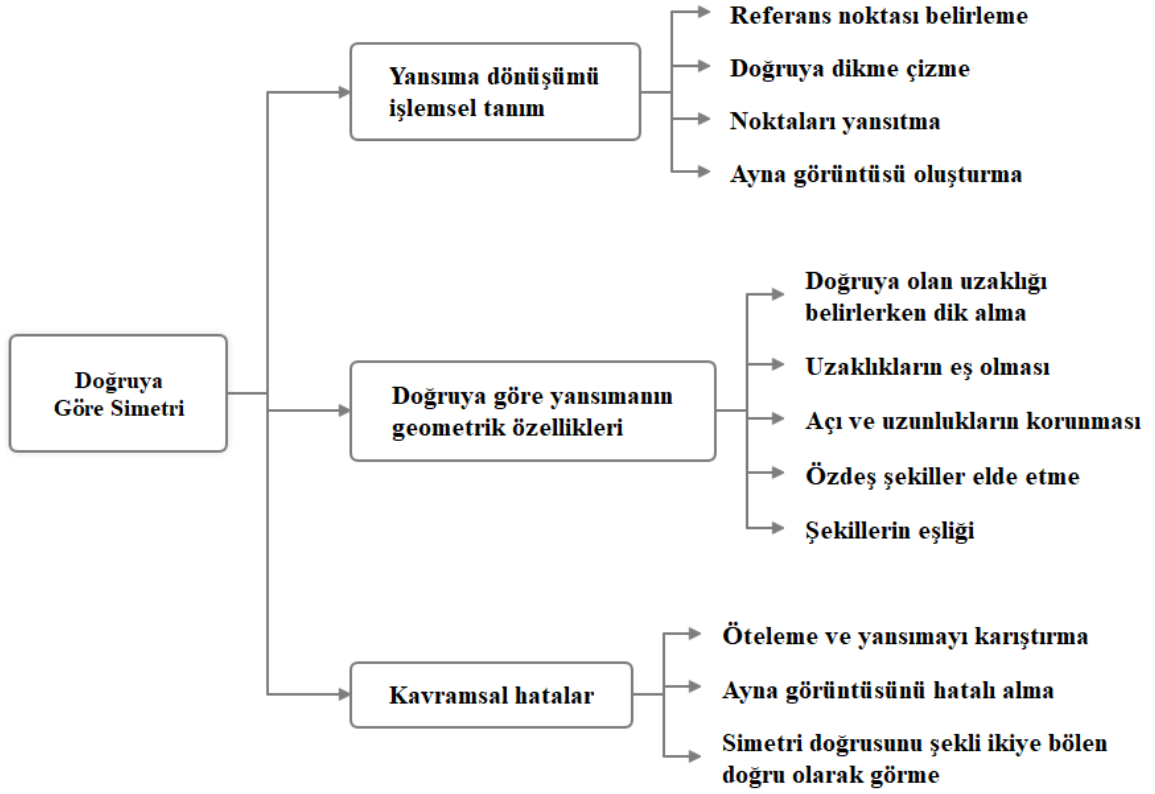 Doğruya
Göre Simetri
Yansıma dönüşümü
işlemsel tanım
Referans noktası belirleme
Doğruya dikme çizme
Noktaları yansıtma
Ayna görüntüsü oluşturma
Doğruya göre yansımanın
geometrik özellikleri
Doğruya olan uzaklığı
belirlerken dik alma
Uzaklıkların eş olması
Açı ve uzunlukların korunması
Özdeş şekiller elde etme
Şekillerin eşliği
Kavramsal hatalar
Öteleme ve yansımayı karıştırma
Ayna görüntüsünü hatalı alma
Simetri doğrusunu şekli ikiye bölen
doğru olarak görme